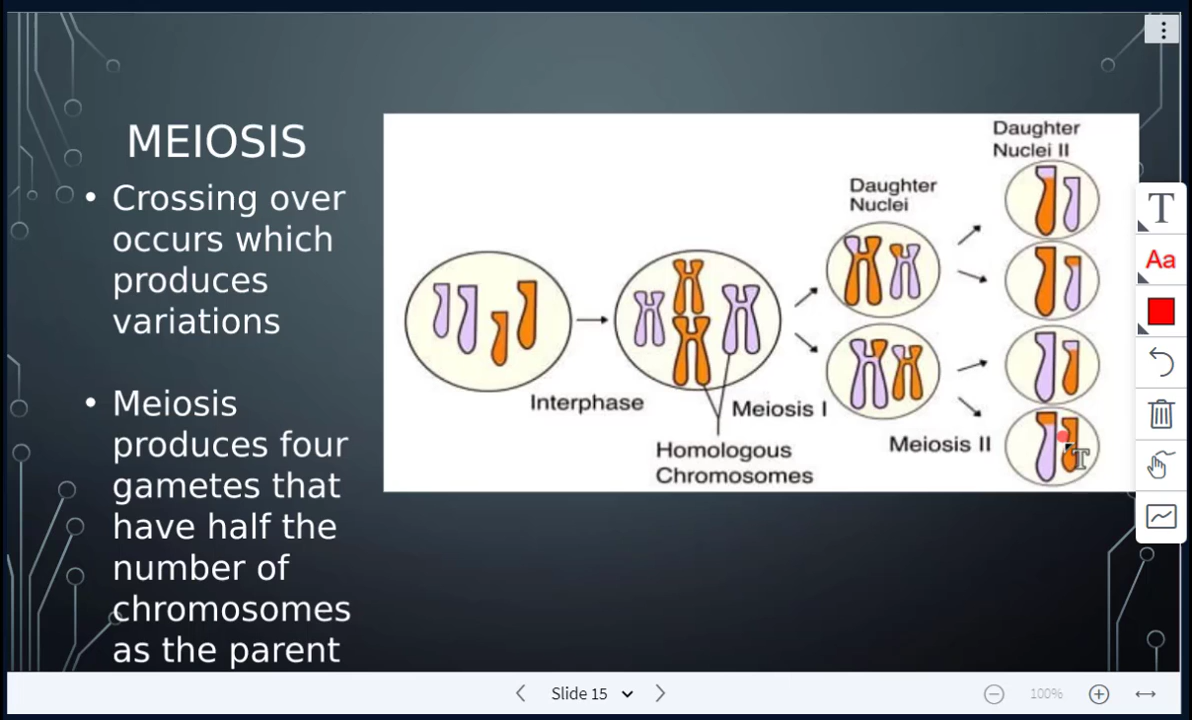 MEIOSIS
• Crossing over
occurs which
produces
variations
• Meiosis
produces four
gametes that
have half the
number of
chromosomes
as the parent
Daughter
Nuclei II
Daughter
Nuclei
Interphase
Meiosis I
Homologous
Chromosomes
Meiosis II
T
Aa
T
Slide 15
100%